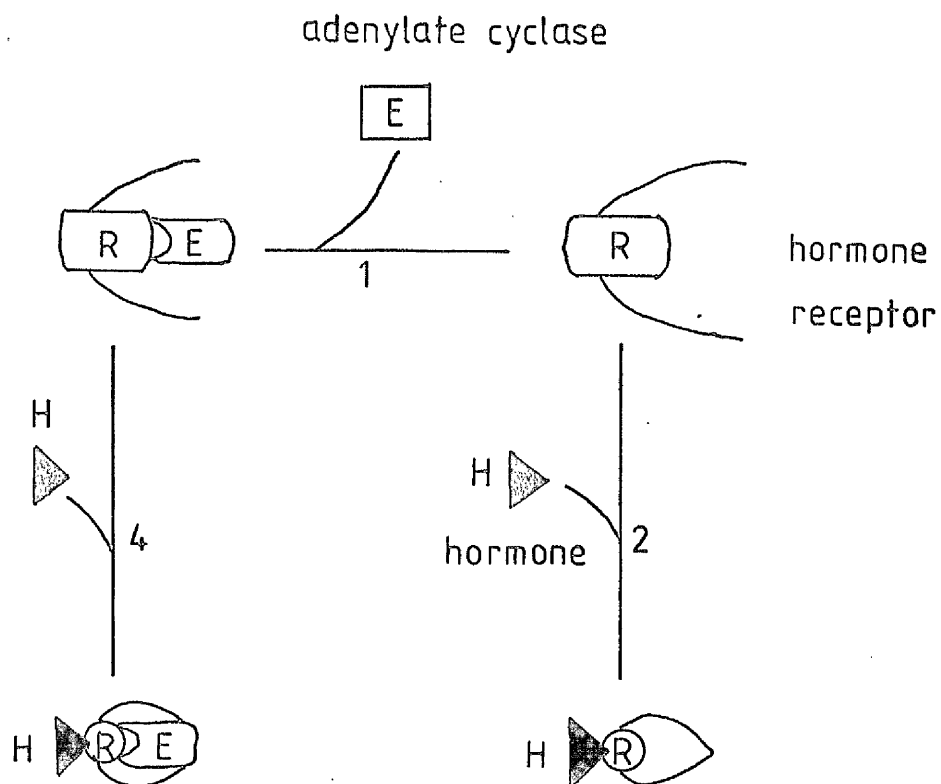 adenylate cyclase
E
R E
R
1
hormone
receptor
H
H
4
hormone
2
H R E
H R